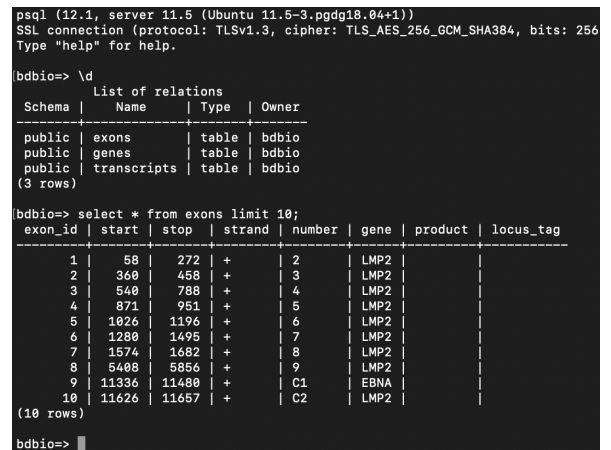 psql (12.1, server 11.5 (Ubuntu 11.5-3.pgdg18.04+1))
SSL connection (protocol: TLSv1.3, cipher: TLS_AES_256_GCM_SHA384, bits: 256
Type "help" for help.
[bdbio=> \d
List of relations
Schema | Name | Type | Owner
--------+-------------+-------+-------
public | exons | table | bdbio
public | genes | table | bdbio
public | transcripts | table | bdbio
(3 rows)
[bdbio=> select * from exons limit 10;
exon_id | start | stop | strand | number | gene | product | locus_tag
---------+-------+-------+--------+--------+------+---------+-----------
1 | 58 | 272 | + | 2 | LMP2 | |
2 | 360 | 458 | + | 3 | LMP2 | |
3 | 540 | 788 | + | 4 | LMP2 | |
4 | 871 | 951 | + | 5 | LMP2 | |
5 | 1026 | 1196 | + | 6 | LMP2 | |
6 | 1280 | 1495 | + | 7 | LMP2 | |
7 | 1574 | 1682 | + | 8 | LMP2 | |
8 | 5408 | 5856 | + | 9 | LMP2 | |
9 | 11336 | 11480 | + | C1 | EBNA | |
10 | 11626 | 11657 | + | C2 | LMP2 | |
(10 rows)
bdbio=>